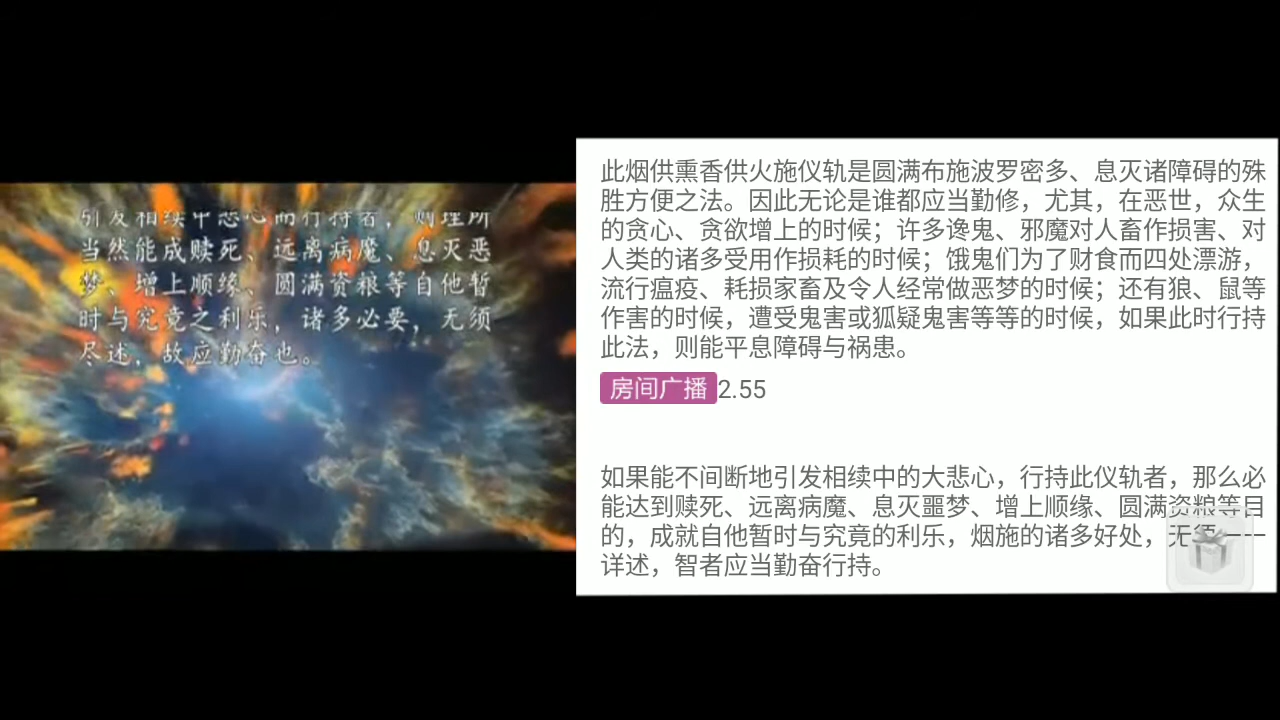 引发相续中悲心而行持者，则理所
当然能成赎死、远离病魔、息灭恶
梦、增上顺缘、圆满资粮等自他暂
时与究竟之利乐，诸多必要，无须
尽述，故应勤奋也。
此烟供熏香供火施仪轨是圆满布施波罗密多、息灭诸障碍的殊
胜方便之法。因此无论是谁都应当勤修，尤其，在恶世，众生
的贪心、贪欲增上的时候；许多谗鬼、邪魔对人畜作损害、对
人类的诸多受用作损耗的时候；饿鬼们为了财食而四处漂游，
流行瘟疫、耗损家畜及令人经常做恶梦的时候；还有狼、鼠等
作害的时候，遭受鬼害或狐疑鬼害等等的时候，如果此时行持
此法，则能平息障碍与祸患。
房间广播2.55
如果能不间断地引发相续中的大悲心，行持此仪轨者，那么必
能达到赎死、远离病魔、息灭噩梦、增上顺缘、圆满资粮等目
的，成就自他暂时与究竟的利乐，烟施的诸多好处，无须一一
详述，智者应当勤奋行持。